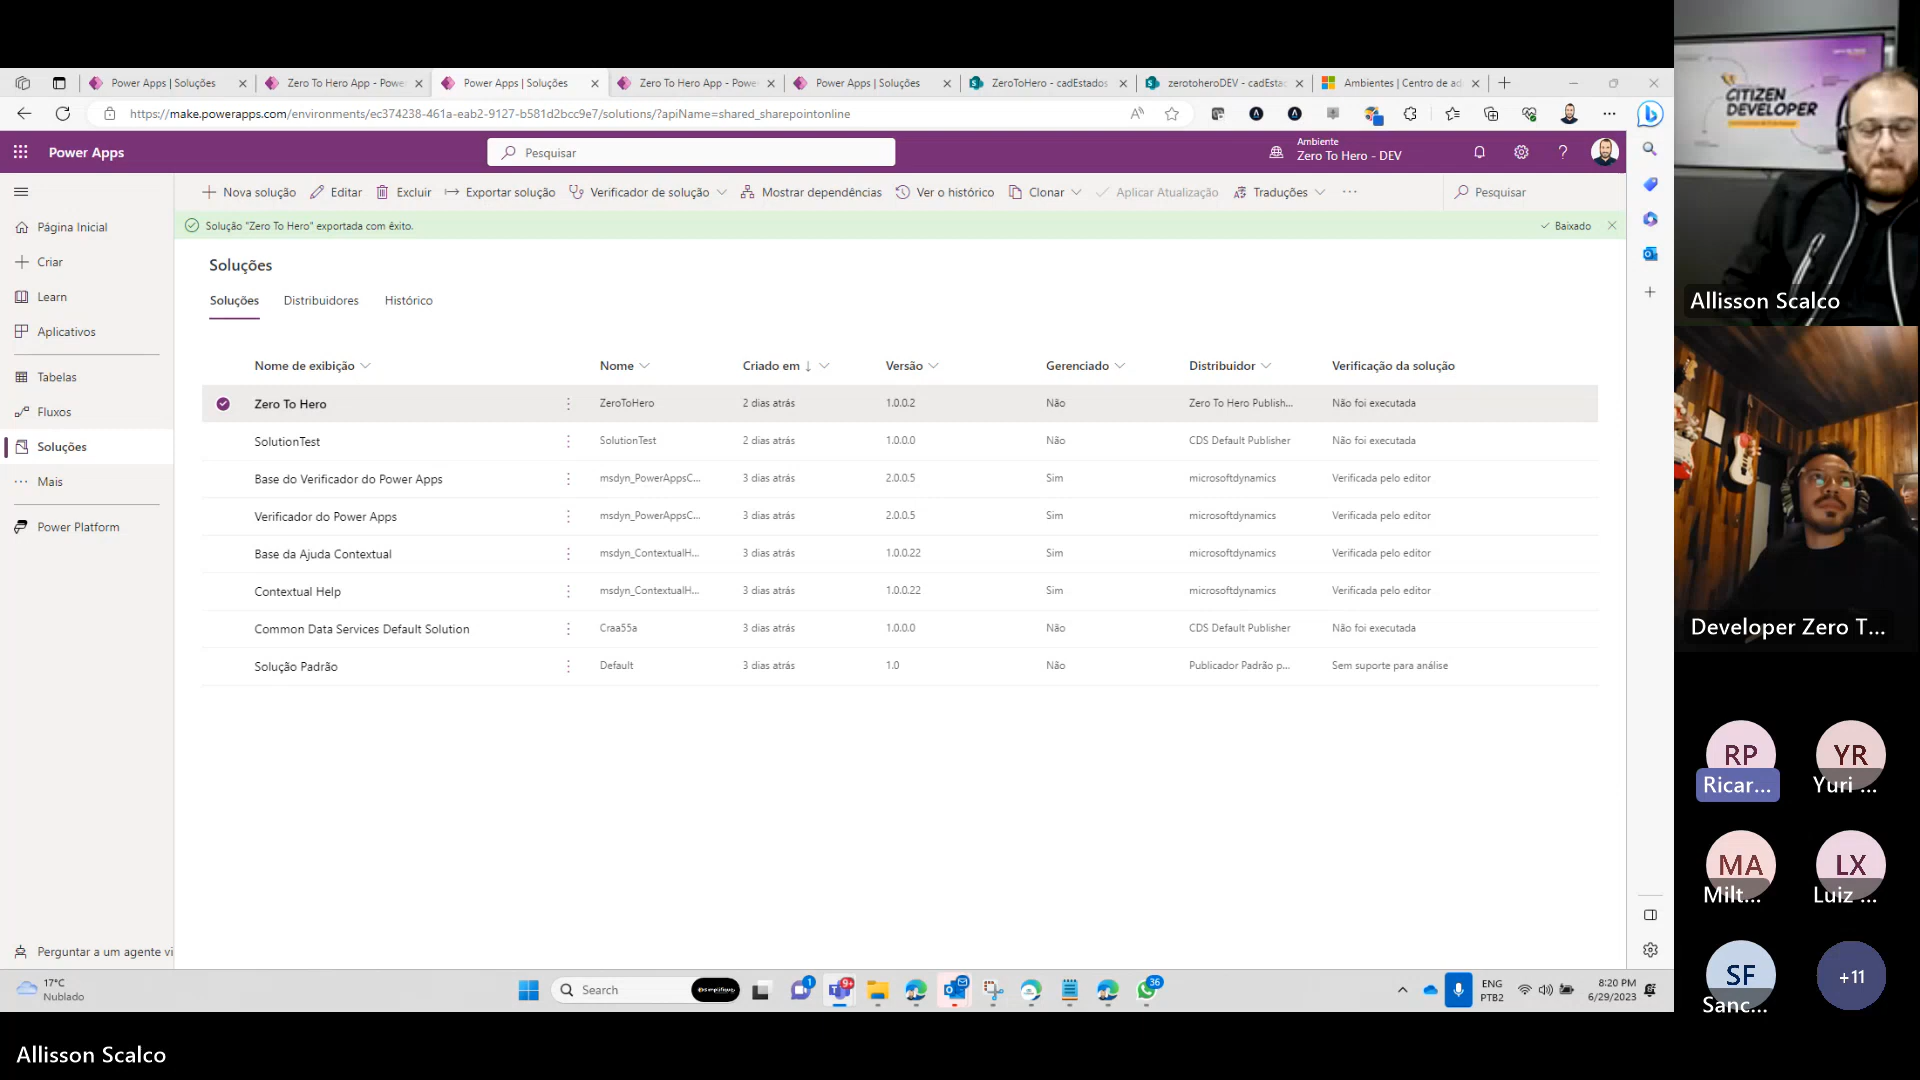 Power Apps | Soluções
Zero To Hero App - Powe
Power Apps | Soluções
Zero To Hero App - Powe
Power Apps | Soluções
ZeroToHero - cadEstados
zerotoheroDEV - cadEsta
Ambientes | Centro de ad
https://make.powerapps.com/environments/ec374238-461a-eab2-9127-b581d2bcc9e7/solutions/?apiName=shared_sharepointonline
Power Apps
Pesquisar
Ambiente
Zero To Hero - DEV
Nova solução
Editar
Excluir
Exportar solução
Verificador de solução
Mostrar dependências
Ver o histórico
Clonar
Aplicar Atualização
Traduções
Pesquisar
Solução "Zero To Hero" exportada com êxito.
Baixado
Página Inicial
Criar
Learn
Aplicativos
Tabelas
Fluxos
Soluções
Mais
Power Platform
Perguntar a um agente vi
Soluções
Soluções Distribuidores Histórico
Nome de exibição Nome Criado em Versão Gerenciado Distribuidor Verificação da solução
Zero To Hero ZeroToHero 2 dias atrás 1.0.0.2 Não Zero To Hero Publish... Não foi executada
SolutionTest SolutionTest 2 dias atrás 1.0.0.0 Não CDS Default Publisher Não foi executada
Base do Verificador do Power Apps msdyn_PowerAppsC... 3 dias atrás 2.0.0.5 Sim microsoftdynamics Verificada pelo editor
Verificador do Power Apps msdyn_PowerAppsC... 3 dias atrás 2.0.0.5 Sim microsoftdynamics Verificada pelo editor
Base da Ajuda Contextual msdyn_ContextualH... 3 dias atrás 1.0.0.22 Sim microsoftdynamics Verificada pelo editor
Contextual Help msdyn_ContextualH... 3 dias atrás 1.0.0.22 Sim microsoftdynamics Verificada pelo editor
Common Data Services Default Solution Craa55a 3 dias atrás 1.0.0.0 Não CDS Default Publisher Não foi executada
Solução Padrão Default 3 dias atrás 1.0 Não Publicador Padrão p... Sem suporte para análise
CITIZEN
DEVELOPER
Allisson Scalco
Developer Zero T...
RP
Ricar...
YR
Yuri ...
MA
Milt...
LX
Luiz ...
SF
Sanc...
+11
17°C
Nublado
Search
1
9+
36
ENG
PTB2
8:20 PM
6/29/2023
Allisson Scalco